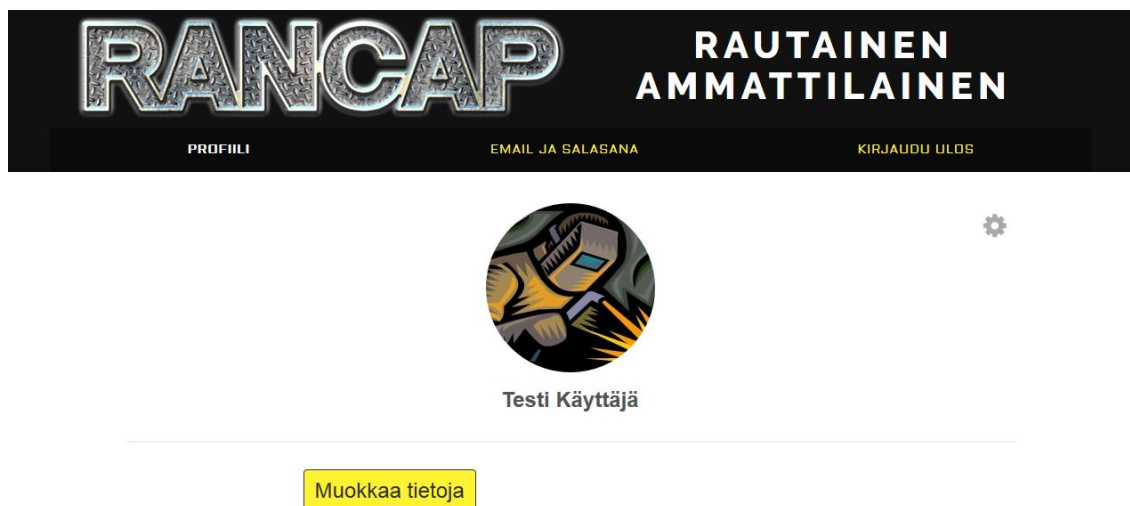 RANCAP
RAUTAINEN
AMMATTILAINEN
PROFIILI EMAIL JA SALASANA KIRJAUDU ULOS
Testi Käyttäjä
Muokkaa tietoja